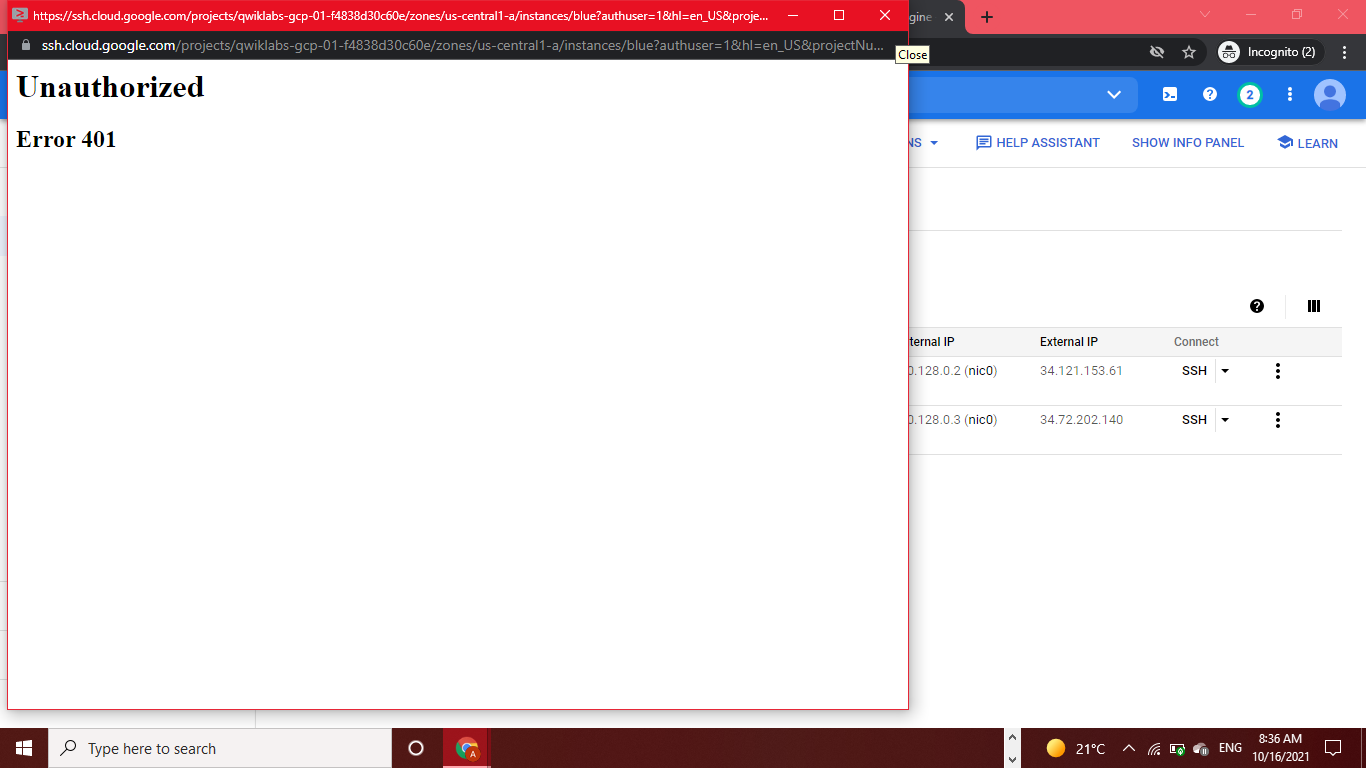 https://ssh.cloud.google.com/projects/qwiklabs-gcp-01-f4838d30c60e/zones/us-central1-a/instances/blue?authuser=1&hl=en_US&proje...
gine
ssh.cloud.google.com/projects/qwiklabs-gcp-01-f4838d30c60e/zones/us-central1-a/instances/blue?authuser=1&hl=en_US&projectNu...
Close
Incognito (2)
Unauthorized
2
Error 401
NS
HELP ASSISTANT
SHOW INFO PANEL
LEARN
ternal IP External IP Connect
0.128.0.2 (nic0) 34.121.153.61 SSH
0.128.0.3 (nic0) 34.72.202.140 SSH
Type here to search
A
21°C
ENG
8:36 AM
10/16/2021